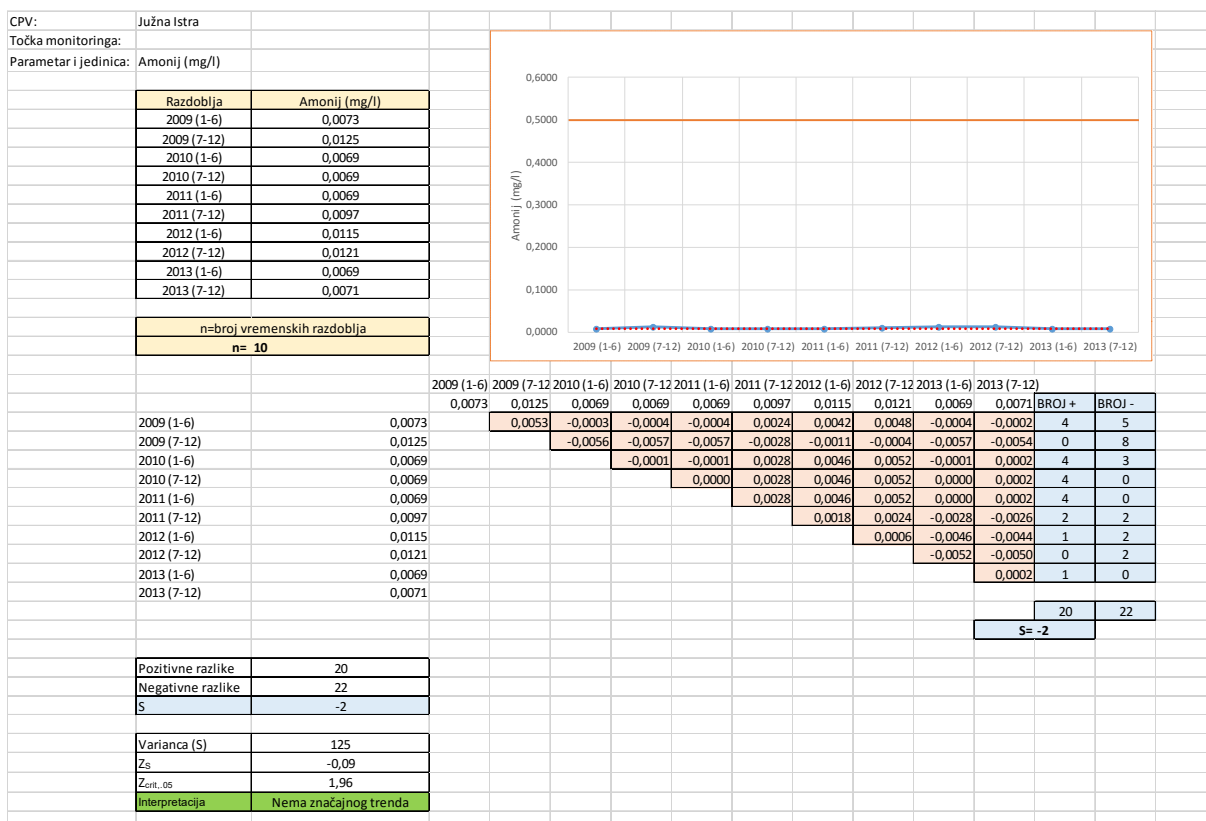 CPV: Južna Istra
Točka monitoringa:
Parametar i jedinica: Amonij (mg/l)
Razdoblja Amonij (mg/l)
2009 (1-6) 0,0073
2009 (7-12) 0,0125
2010 (1-6) 0,0069
2010 (7-12) 0,0069
2011 (1-6) 0,0069
2011 (7-12) 0,0097
2012 (1-6) 0,0115
2012 (7-12) 0,0121
2013 (1-6) 0,0069
2013 (7-12) 0,0071
n=broj vremenskih razdoblja
n= 10
0,6000
0,5000
0,4000
0,3000
0,2000
0,1000
0,0000
Amonij (mg/l)
2009 (1-6) 2009 (7-12) 2010 (1-6) 2010 (7-12) 2011 (1-6) 2011 (7-12) 2012 (1-6) 2012 (7-12) 2013 (1-6) 2013 (7-12)
2009 (1-6) 2009 (7-12 2010 (1-6) 2010 (7-12 2011 (1-6) 2011 (7-12 2012 (1-6) 2012 (7-12 2013 (1-6) 2013 (7-12)
0,0073 0,0125 0,0069 0,0069 0,0069 0,0097 0,0115 0,0121 0,0069 0,0071 BROJ + BROJ -
2009 (1-6) 0,0073 0,0053 -0,0003 -0,0004 -0,0004 0,0024 0,0042 0,0048 -0,0004 -0,0002 4 5
2009 (7-12) 0,0125 -0,0056 -0,0057 -0,0057 -0,0028 -0,0011 -0,0004 -0,0057 -0,0054 0 8
2010 (1-6) 0,0069 -0,0001 -0,0001 0,0028 0,0046 0,0052 -0,0001 0,0002 4 3
2010 (7-12) 0,0069 0,0000 0,0028 0,0046 0,0052 0,0000 0,0002 4 0
2011 (1-6) 0,0069 0,0028 0,0046 0,0052 0,0000 0,0002 4 0
2011 (7-12) 0,0097 0,0018 0,0024 -0,0028 -0,0026 2 2
2012 (1-6) 0,0115 0,0006 -0,0046 -0,0044 1 2
2012 (7-12) 0,0121 -0,0052 -0,0050 0 2
2013 (1-6) 0,0069 0,0002 1 0
2013 (7-12) 0,0071
20 22
S= -2
Pozitivne razlike 20
Negativne razlike 22
S -2
Varianca (S) 125
Zs -0,09
Zcrit,.05 1,96
Interpretacija Nema značajnog trenda